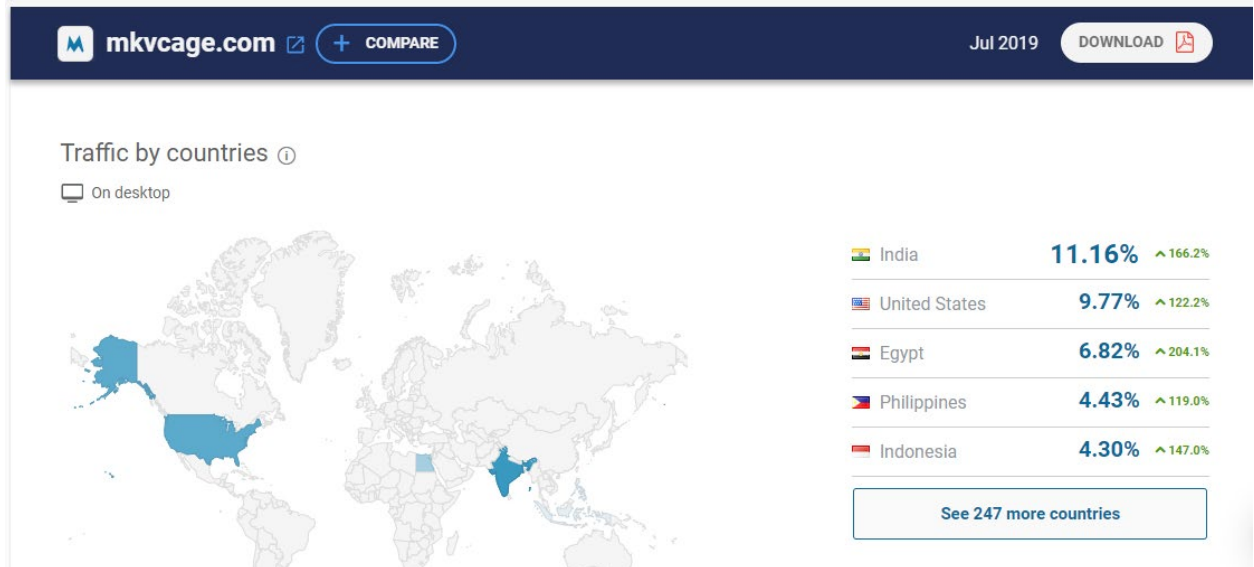 mkvcage.com + COMPARE Jul 2019 DOWNLOAD
Traffic by countries
On desktop
India 11.16% 166.2%
United States 9.77% 122.2%
Egypt 6.82% 204.1%
Philippines 4.43% 119.0%
Indonesia 4.30% 147.0%
See 247 more countries